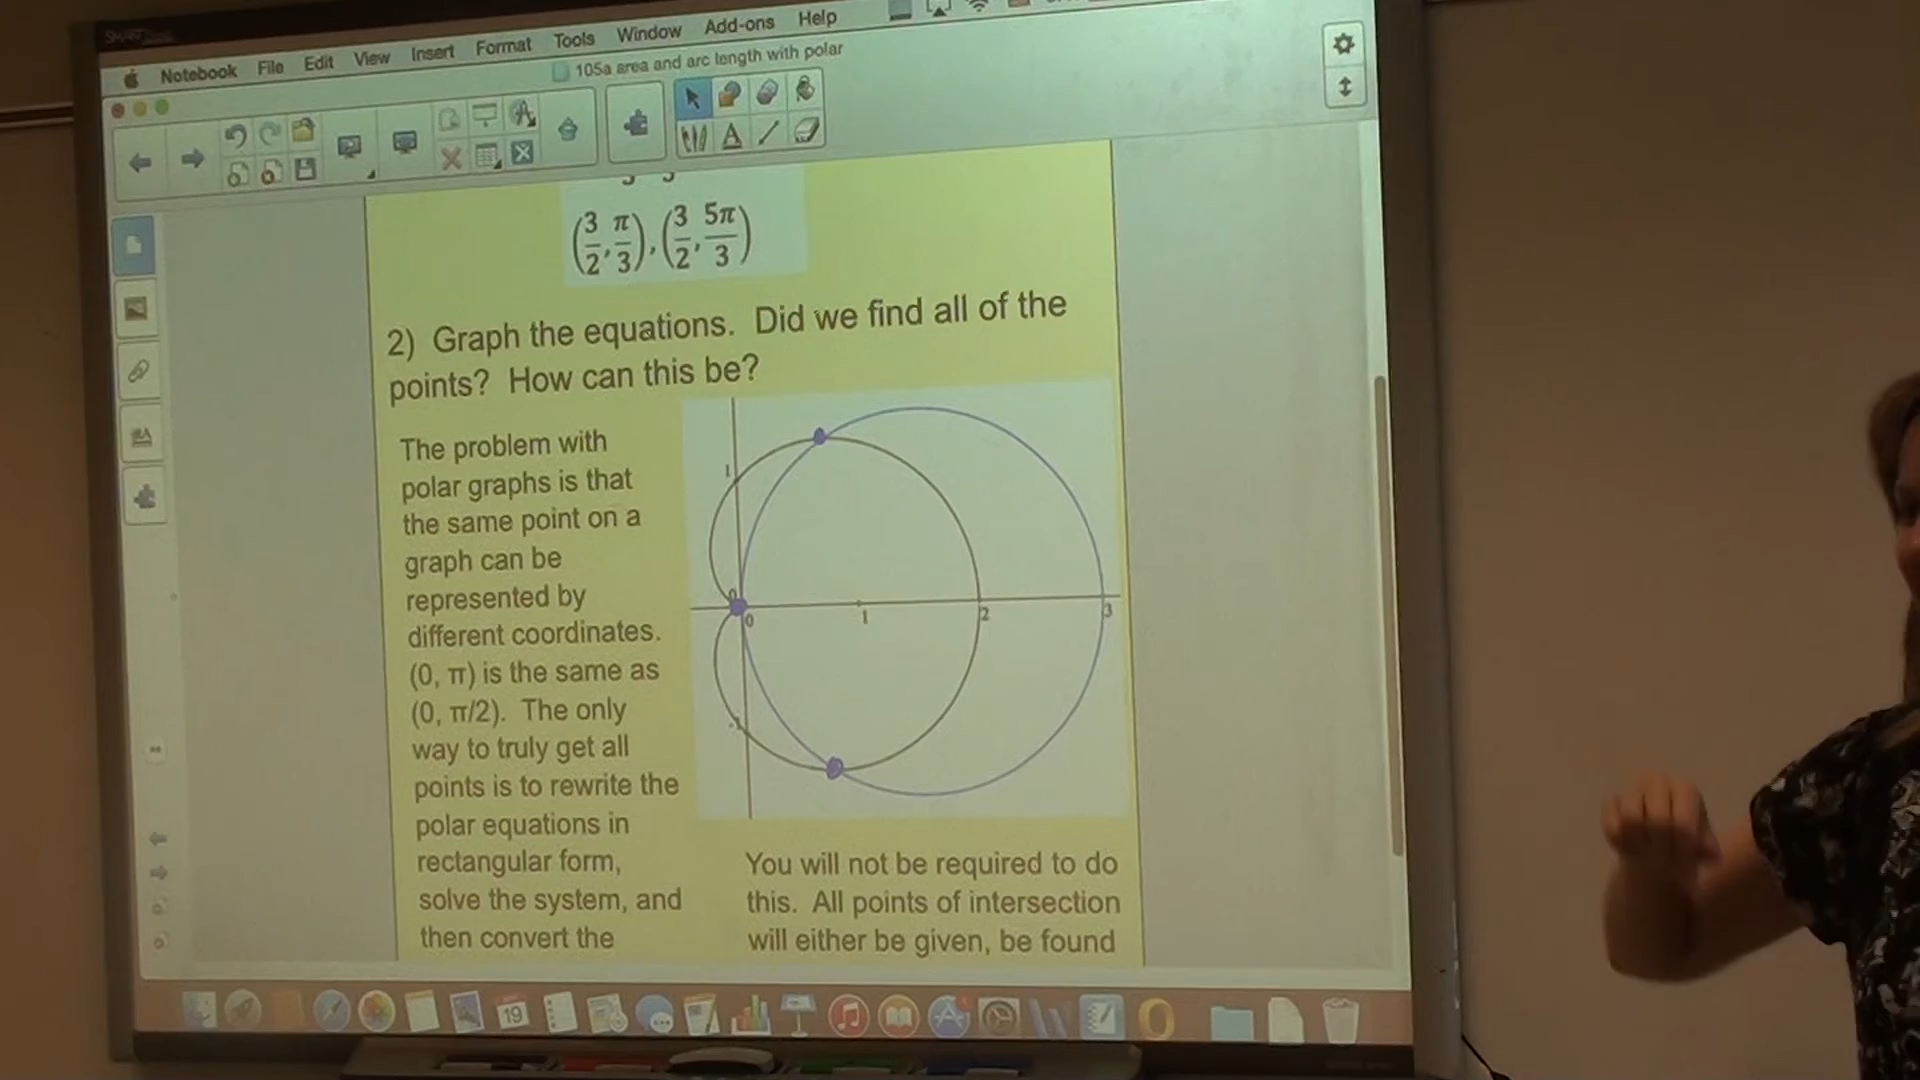 SMART
Notebook File Edit View Insert Format Tools Window Add-ons Help
105a area and arc length with polar
(3/2, π/3), (3/2, 5π/3)
2) Graph the equations. Did we find all of the
points? How can this be?
The problem with
polar graphs is that
the same point on a
graph can be
represented by
different coordinates.
(0, π) is the same as
(0, π/2). The only
way to truly get all
points is to rewrite the
polar equations in
rectangular form,
solve the system, and
then convert the
1
0
0 1 2 3
-1
You will not be required to do
this. All points of intersection
will either be given, be found
19